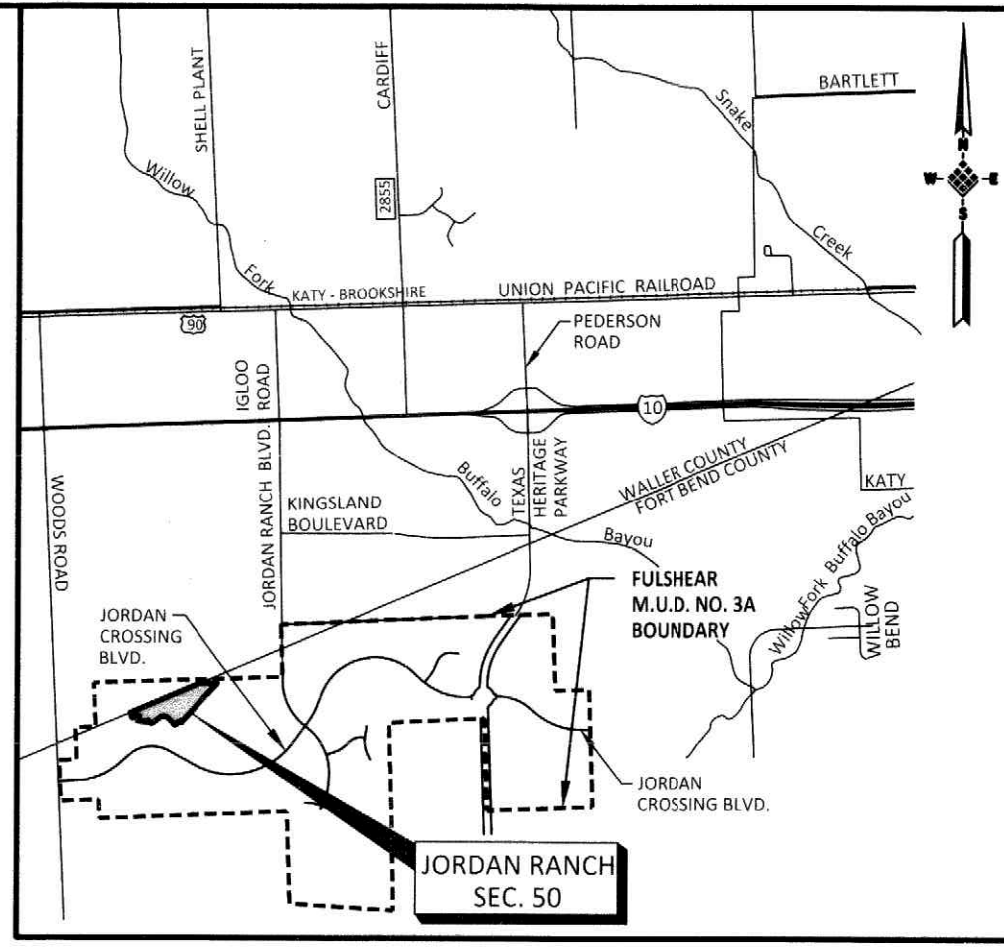 SHELL PLANT
CARDIFF
BARTLETT
Snake
Creek
Willow
Fork
2855
N
W
E
S
KATY - BROOKSHIRE
UNION PACIFIC RAILROAD
90
PEDERSON
ROAD
IGLOO
ROAD
10
WOODS ROAD
JORDAN RANCH BLVD.
KINGSLAND
BOULEVARD
Buffalo
Bayou
TEXAS
HERITAGE
PARKWAY
WALLER COUNTY
FORT BEND COUNTY
KATY
Willow Fork Buffalo Bayou
WILLOW
BEND
JORDAN
CROSSING
BLVD.
FULSHEAR
M.U.D. NO. 3A
BOUNDARY
JORDAN
CROSSING BLVD.
JORDAN RANCH
SEC. 50